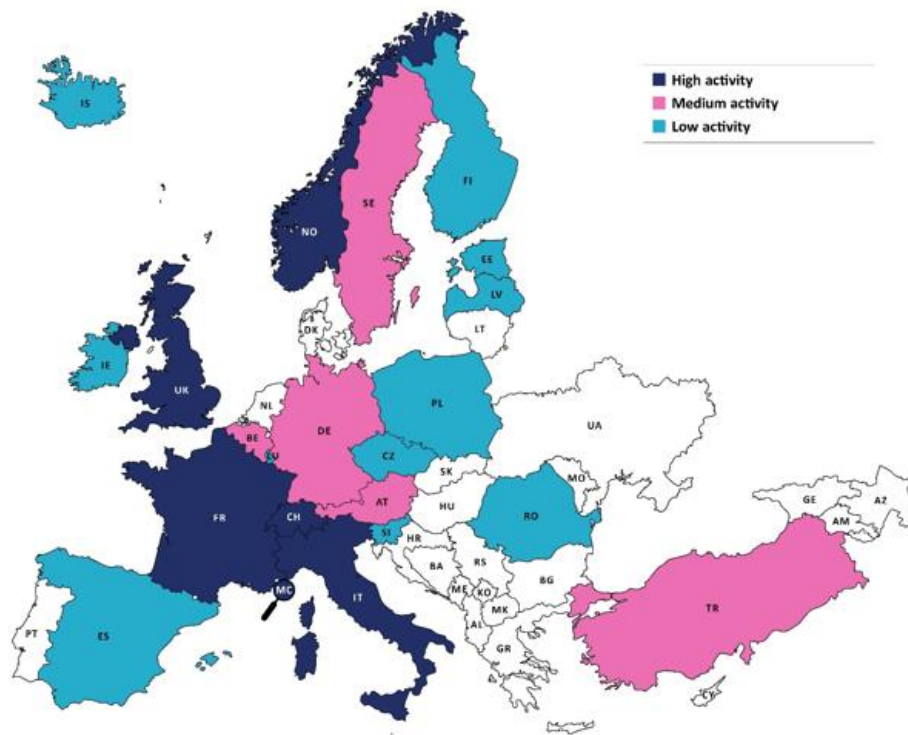 High activity
Medium activity
Low activity
IS
FI
SE
NO
EE
LV
LT
DK
IE
UK
NL
PL
BE
DE
UA
LU
CZ
SK
MO
AT
HU
GE
AZ
FR
CH
RO
AM
SI
HR
BA
RS
MC
IT
ME
KO
BG
MK
TR
PT
ES
AL
GR
CY